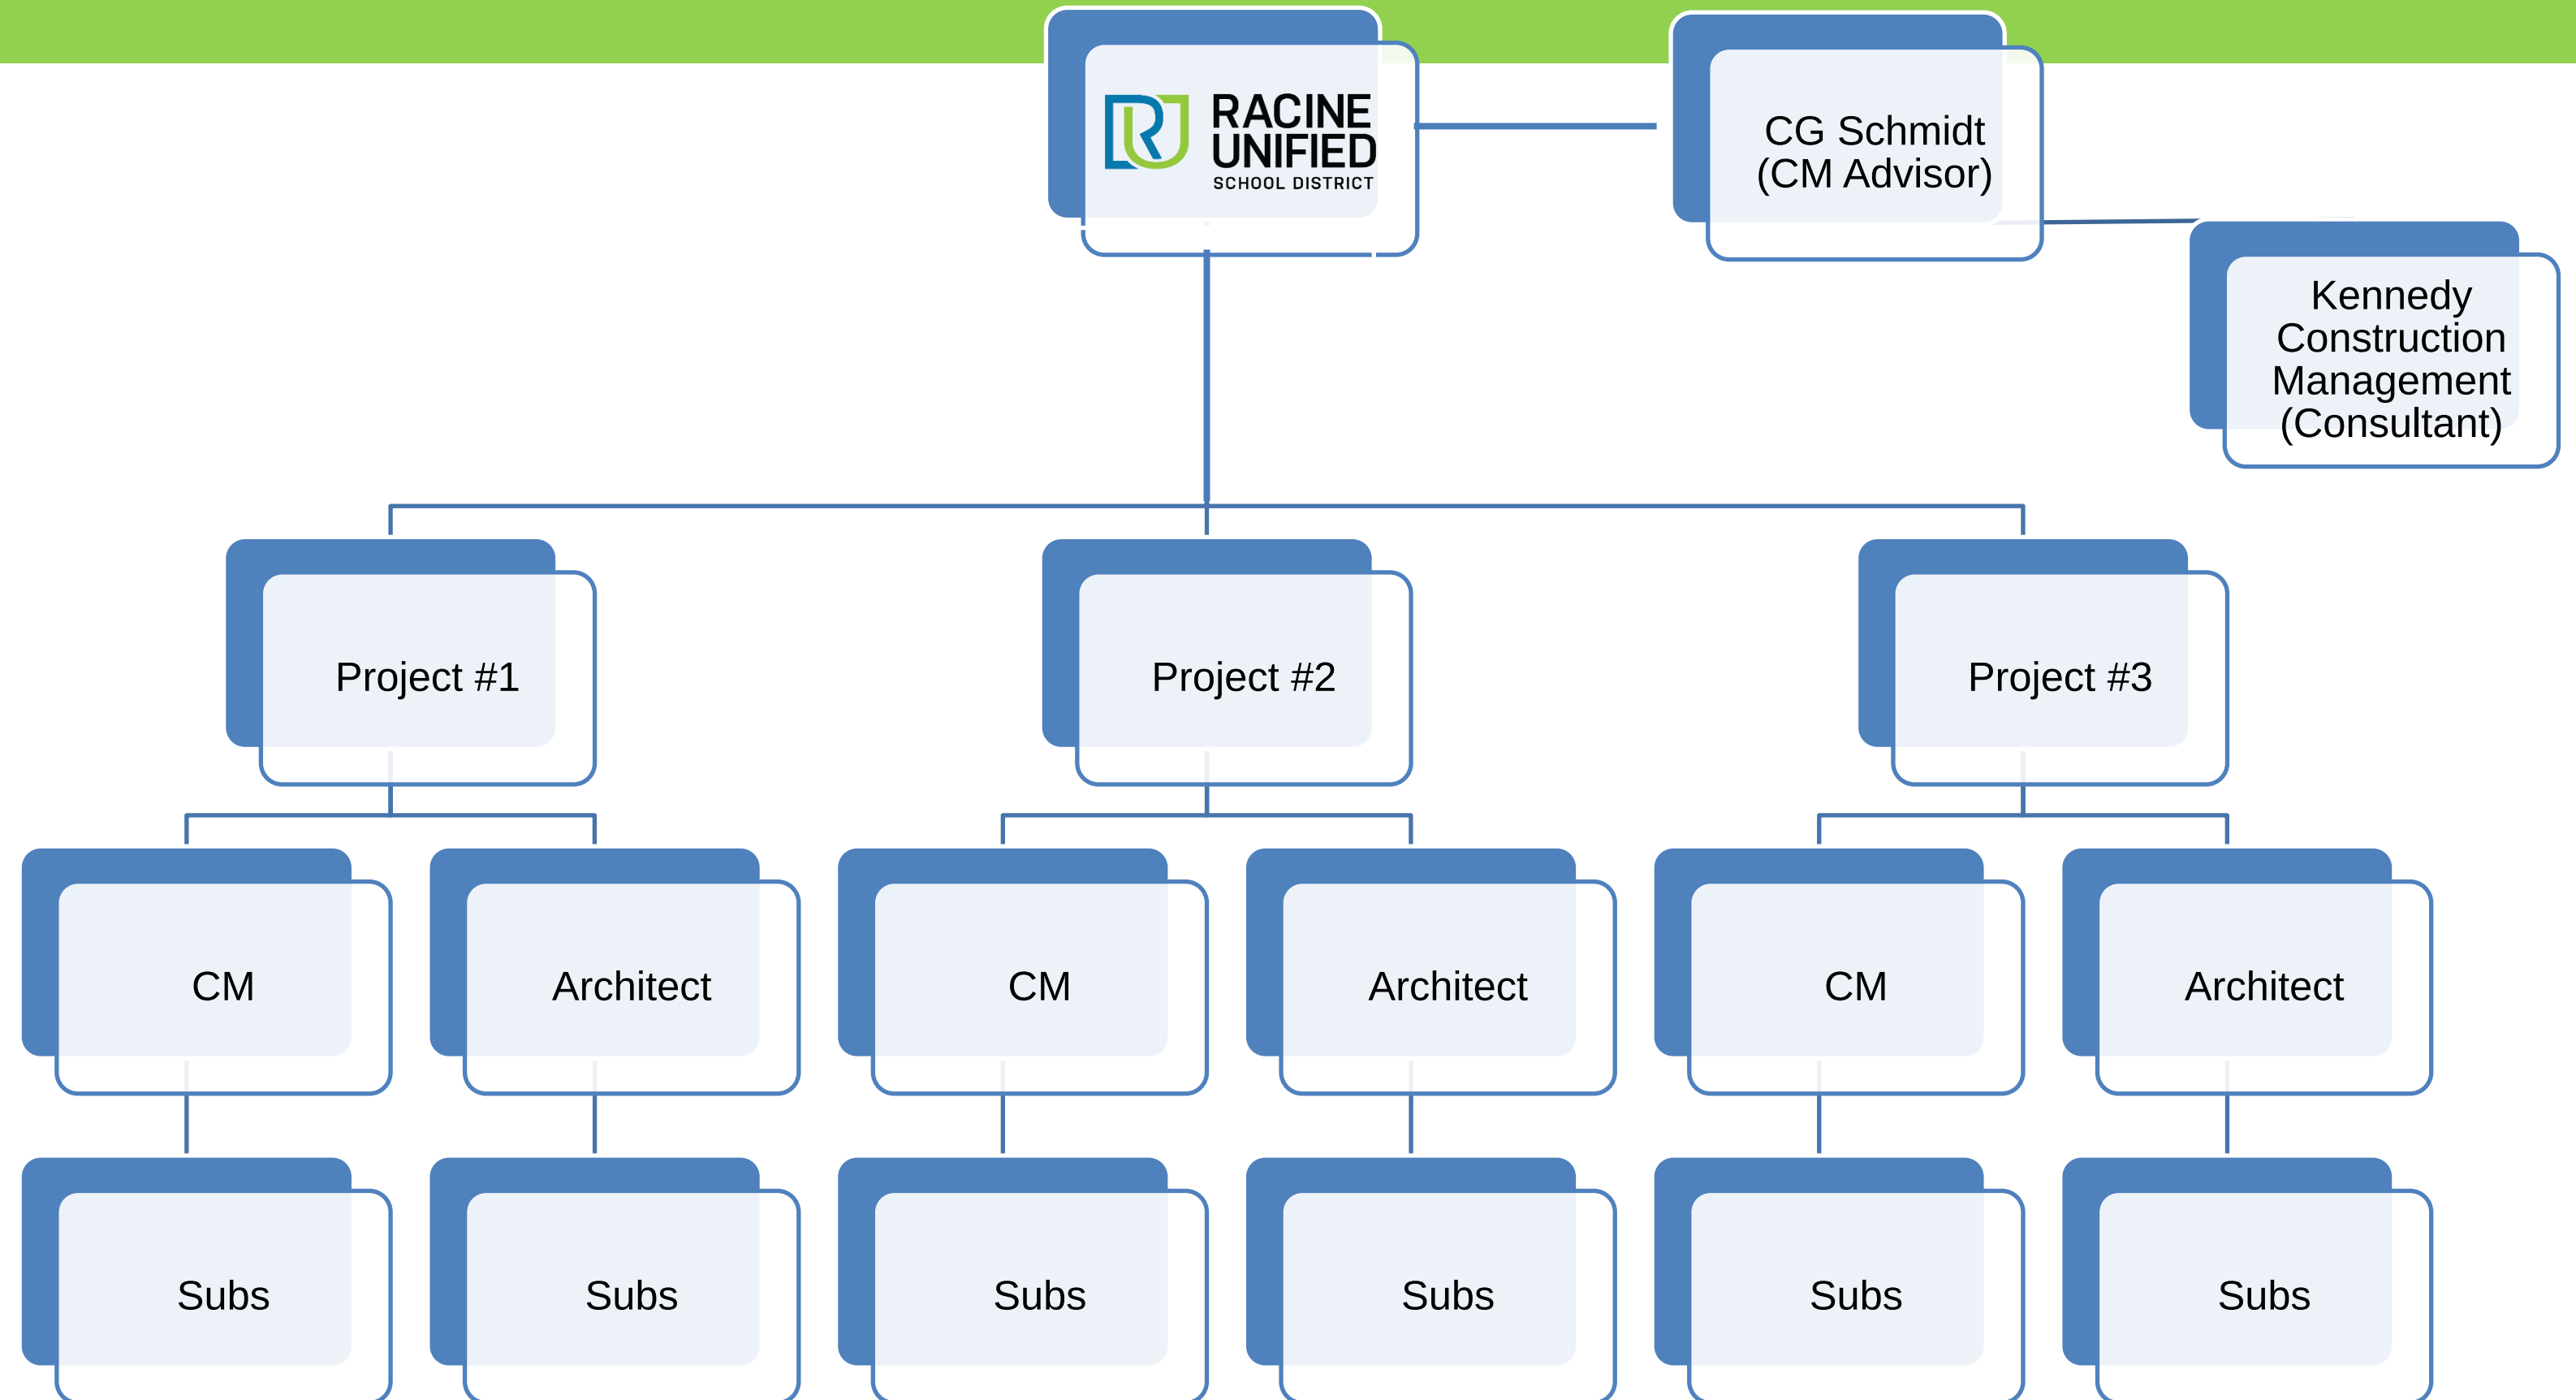 RACINE
UNIFIED
SCHOOL DISTRICT
CG Schmidt
(CM Advisor)
Kennedy
Construction
Management
(Consultant)
Project #1
Project #2
Project #3
CM
Architect
CM
Architect
CM
Architect
Subs
Subs
Subs
Subs
Subs
Subs